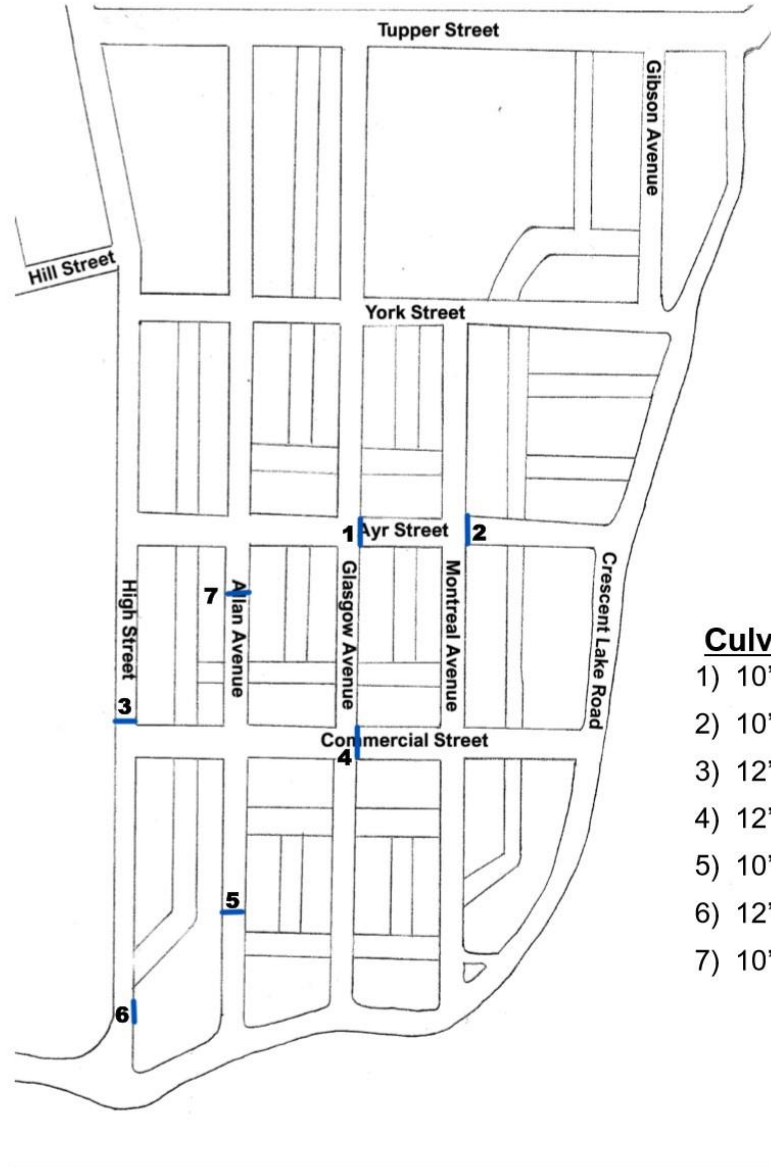 Tupper Street
Gibson Avenue
Hill Street
York Street
1
Ayr Street
2
High Street
7
Allan Avenue
Glasgow Avenue
Montreal Avenue
Crescent Lake Road
3
Commercial Street
4
5
6
Culv
1) 10'
2) 10'
3) 12'
4) 12'
5) 10'
6) 12'
7) 10'